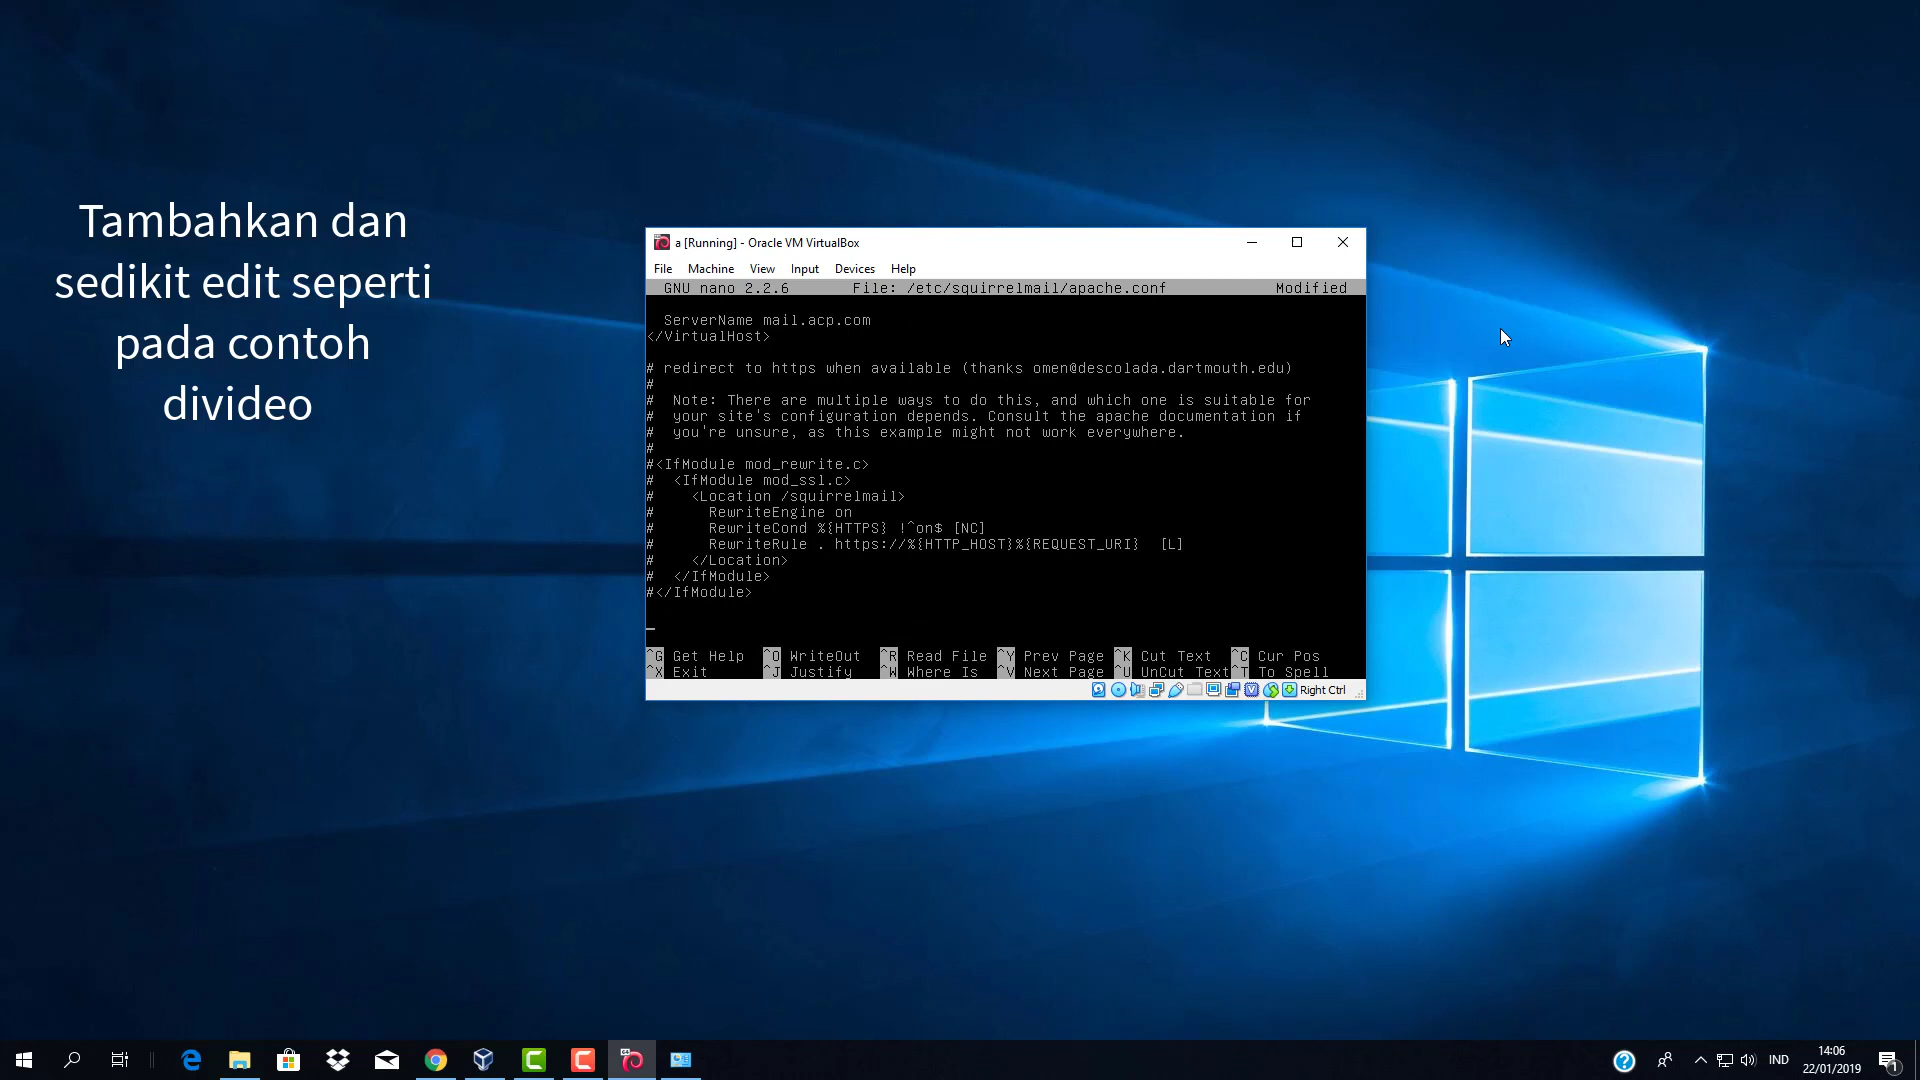 Tambahkan dan
sedikit edit seperti
pada contoh
divideo
a [Running] - Oracle VM VirtualBox
File Machine View Input Devices Help
GNU nano 2.2.6 File: /etc/squirrelmail/apache.conf Modified
ServerName mail.acp.com
</VirtualHost>
# redirect to https when available (thanks omen@descolada.dartmouth.edu)
#
# Note: There are multiple ways to do this, and which one is suitable for
# your site's configuration depends. Consult the apache documentation if
# you're unsure, as this example might not work everywhere.
#
#<IfModule mod_rewrite.c>
# <IfModule mod_ssl.c>
# <Location /squirrelmail>
# RewriteEngine on
# RewriteCond %{HTTPS} !^on$ [NC]
# RewriteRule . https://%{HTTP_HOST}%{REQUEST_URI} [L]
# </Location>
# </IfModule>
#</IfModule>
^G Get Help ^O WriteOut ^R Read File ^Y Prev Page ^K Cut Text ^C Cur Pos
^X Exit ^J Justify ^W Where Is ^V Next Page ^U UnCut Text ^T To Spell
Right Ctrl
IND
14:06
22/01/2019
1